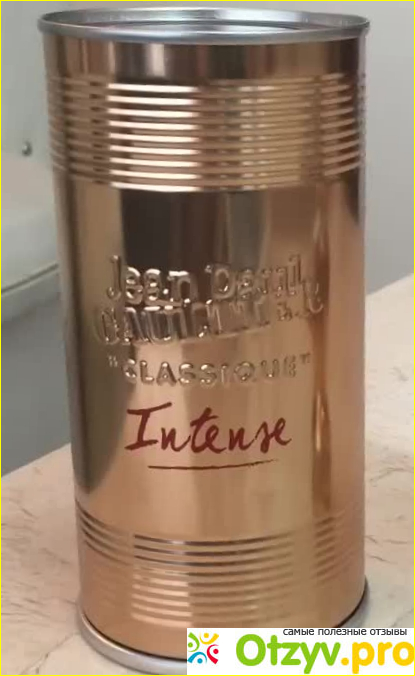 Jean Paul
GAULTIER
"CLASSIQUE"
Intense
самые полезные отзывы
Otzyv.pro